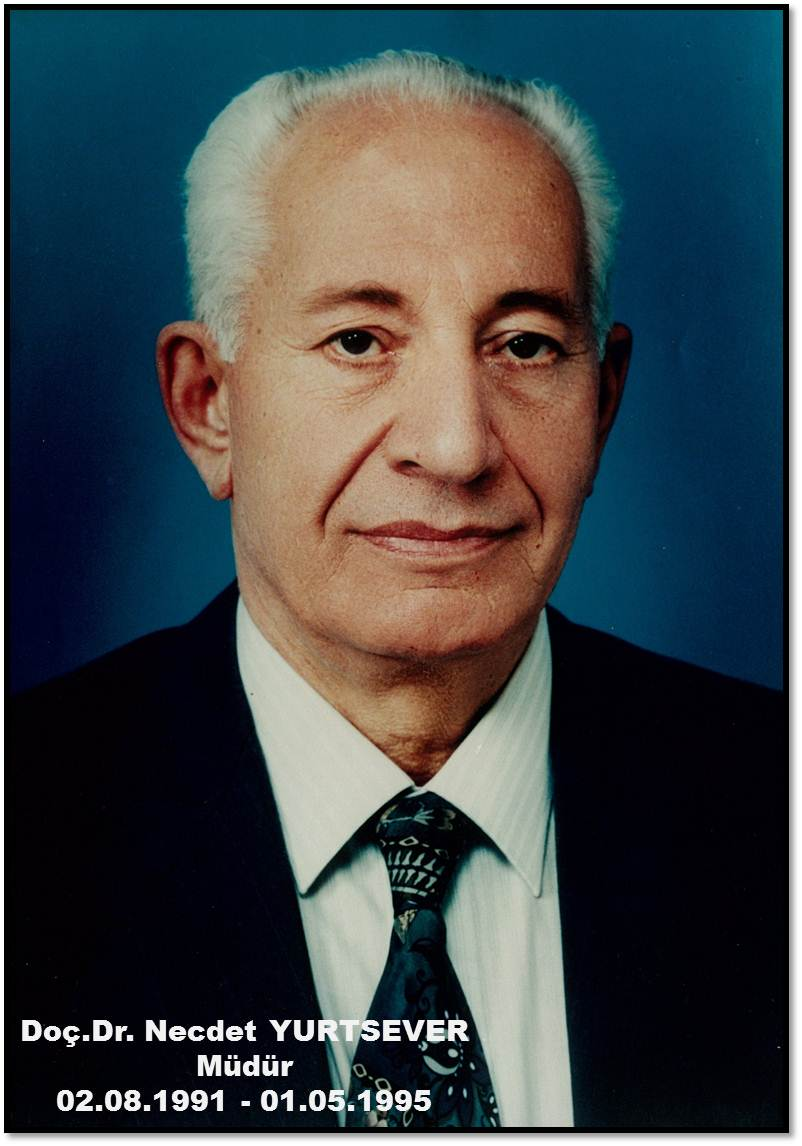 Doç.Dr. Necdet YURTSEVER
Müdür
02.08.1991 - 01.05.1995